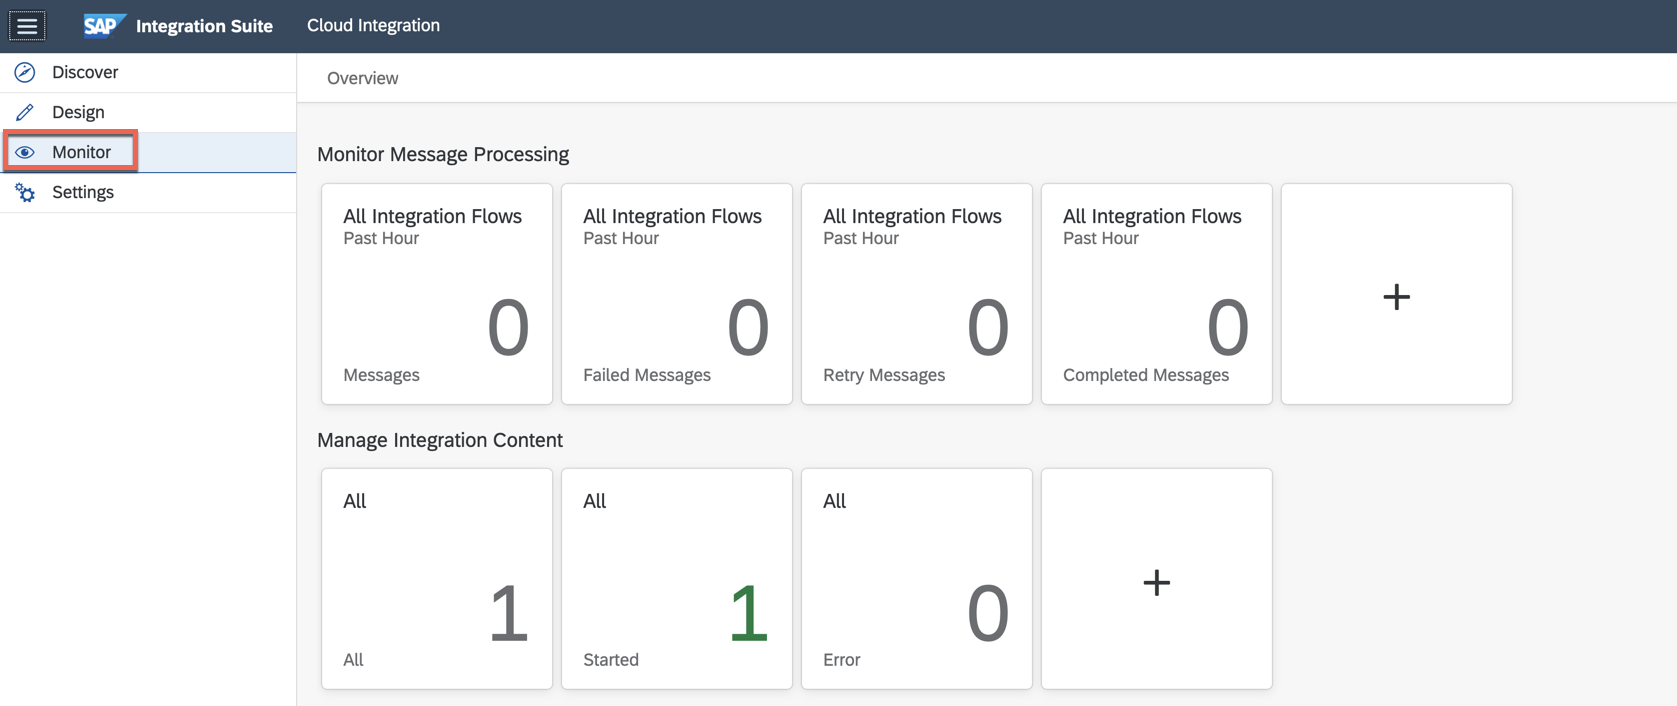 SAP Integration Suite Cloud Integration
Discover
Design
Monitor
Settings
Overview
Monitor Message Processing
All Integration Flows
Past Hour
0
Messages
All Integration Flows
Past Hour
0
Failed Messages
All Integration Flows
Past Hour
0
Retry Messages
All Integration Flows
Past Hour
0
Completed Messages
+
Manage Integration Content
All
1
All
All
1
Started
All
0
Error
+